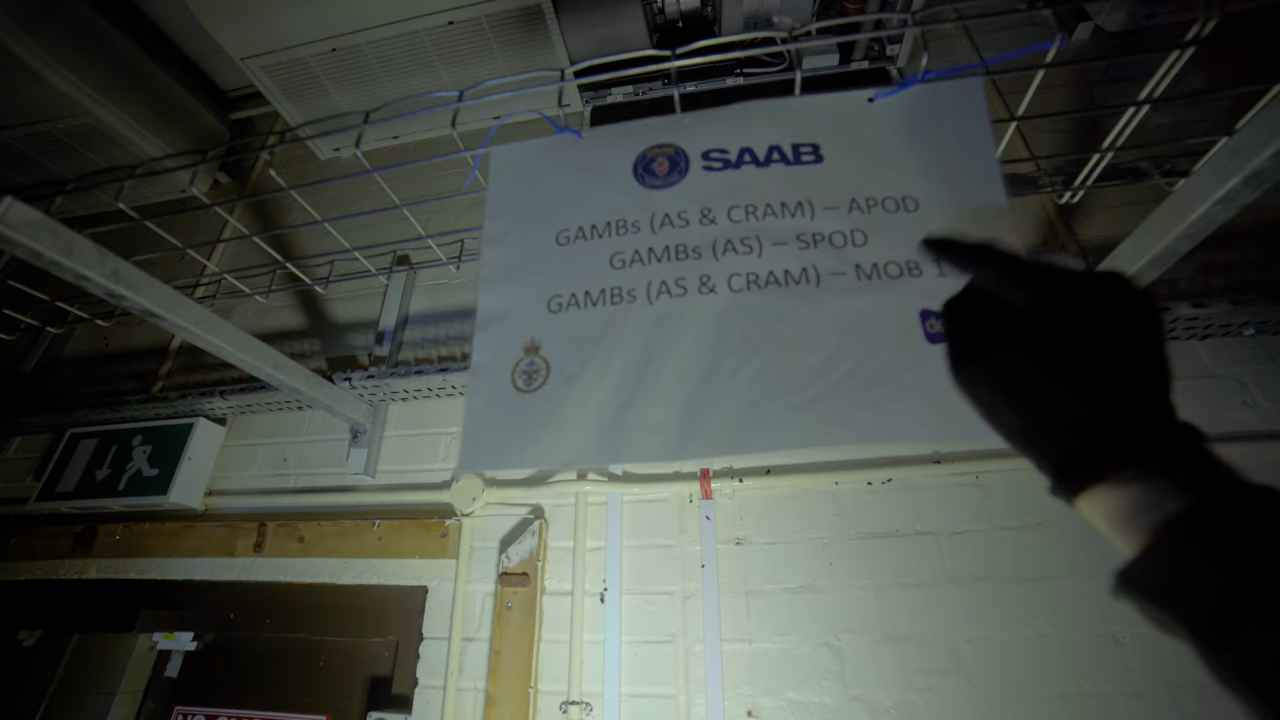 SAAB
GAMBs (AS & CRAM) – APOD
GAMBs (AS) – SPOD
GAMBs (AS & CRAM) – MOB 1